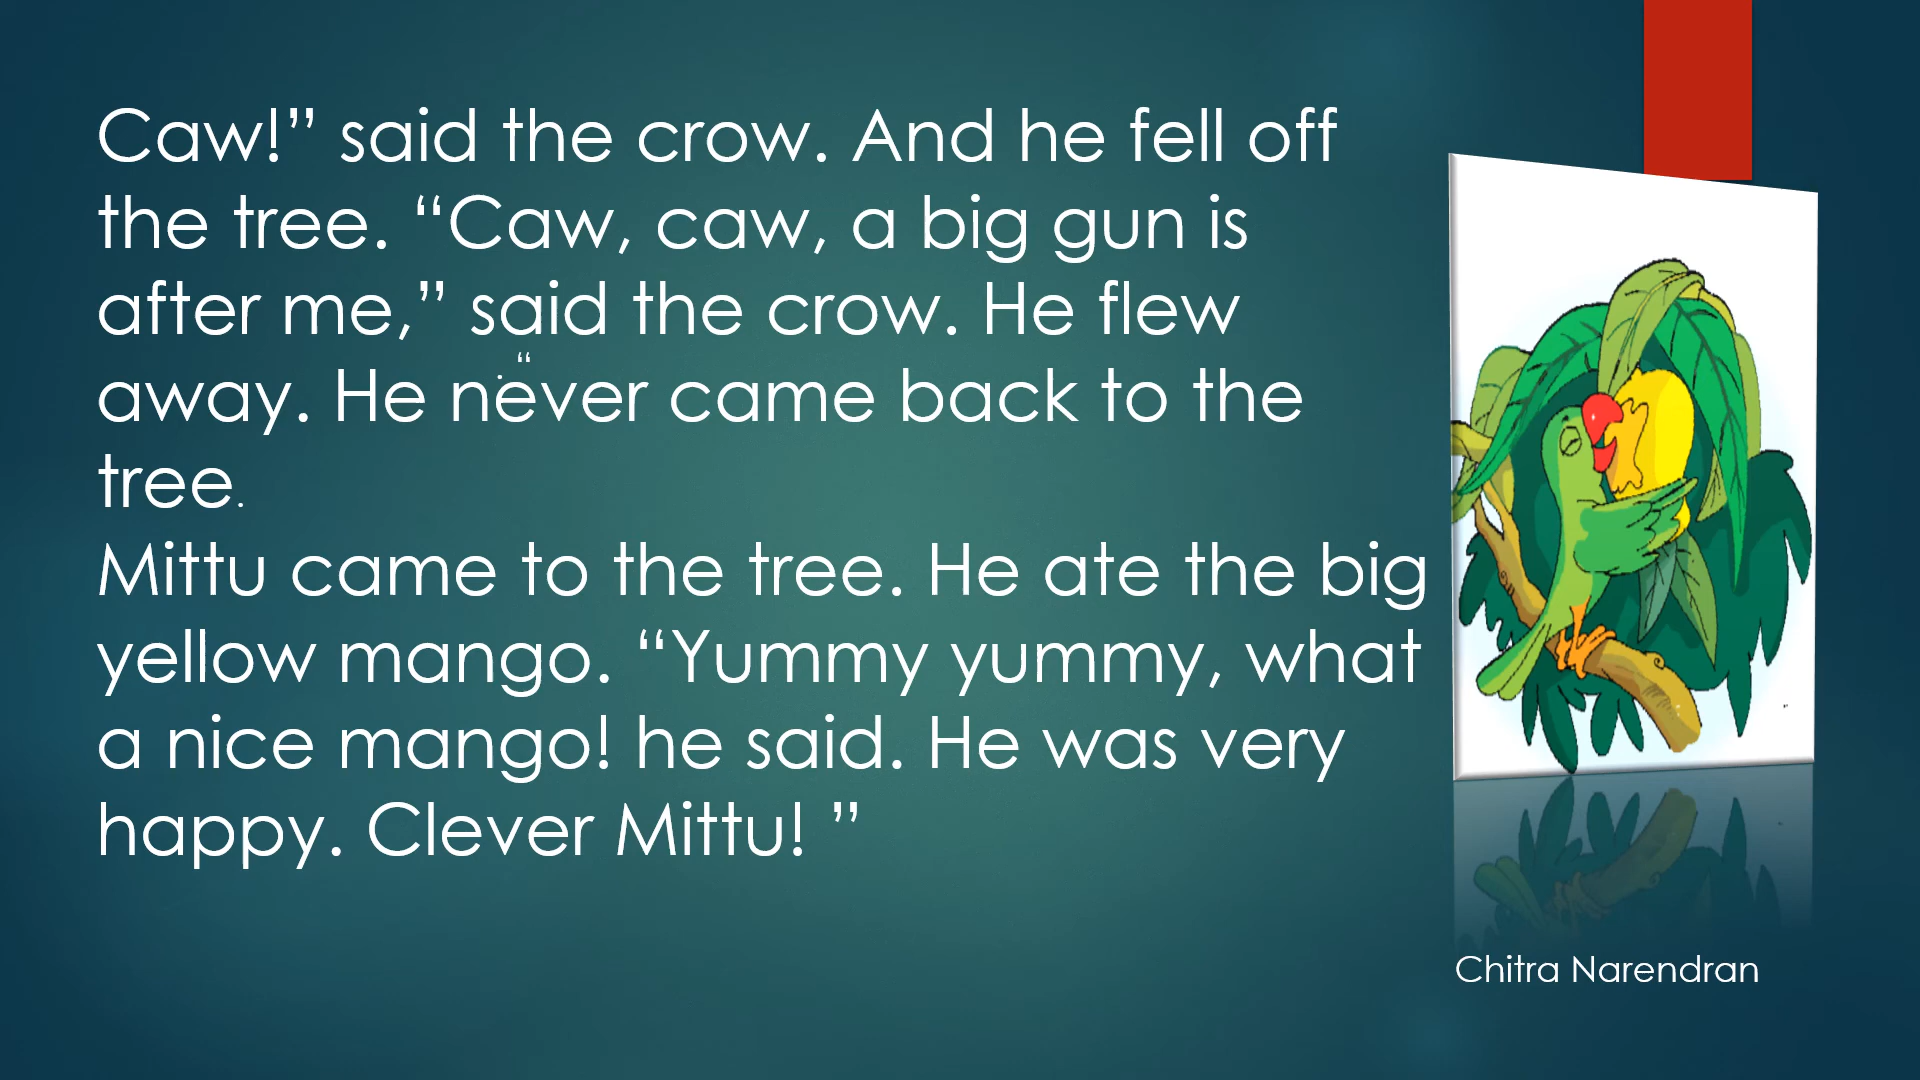 Caw!” said the crow. And he fell off
the tree. “Caw, caw, a big gun is
after me,” said the crow. He flew
“
.
away. He never came back to the
tree.
Mittu came to the tree. He ate the big
yellow mango. “Yummy yummy, what
a nice mango! he said. He was very
happy. Clever Mittu! ”
Chitra Narendran